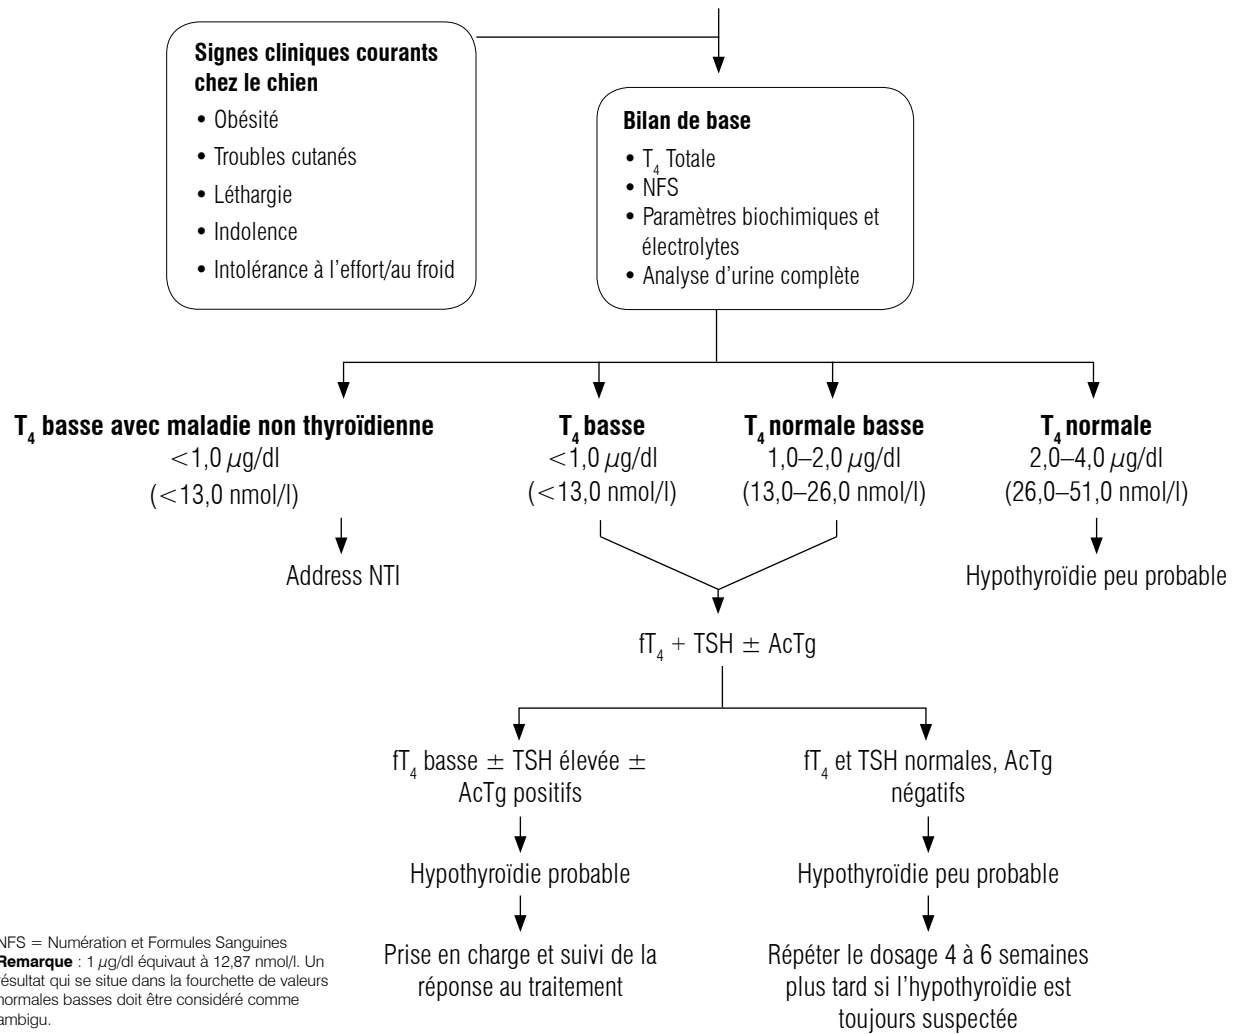 Signes cliniques courants
chez le chien
• Obésité
• Troubles cutanés
• Léthargie
• Indolence
• Intolérance à l'effort/au froid
Bilan de base
• T₄ Totale
• NFS
• Paramètres biochimiques et
électrolytes
• Analyse d'urine complète
T₄ basse avec maladie non thyroïdienne
<1,0 µg/dl
(<13,0 nmol/l)
Address NTI
T₄ basse
<1,0 µg/dl
(<13,0 nmol/l)
T₄ normale basse
1,0–2,0 µg/dl
(13,0–26,0 nmol/l)
T₄ normale
2,0–4,0 µg/dl
(26,0–51,0 nmol/l)
Hypothyroïdie peu probable
fT₄ + TSH ± AcTg
fT₄ basse ± TSH élevée ±
AcTg positifs
Hypothyroïdie probable
Prise en charge et suivi de la
réponse au traitement
fT₄ et TSH normales, AcTg
négatifs
Hypothyroïdie peu probable
Répéter le dosage 4 à 6 semaines
plus tard si l'hypothyroïdie est
toujours suspectée
NFS = Numération et Formules Sanguines
Remarque : 1 µg/dl équivaut à 12,87 nmol/l. Un
résultat qui se situe dans la fourchette de valeurs
normales basses doit être considéré comme
ambigu.